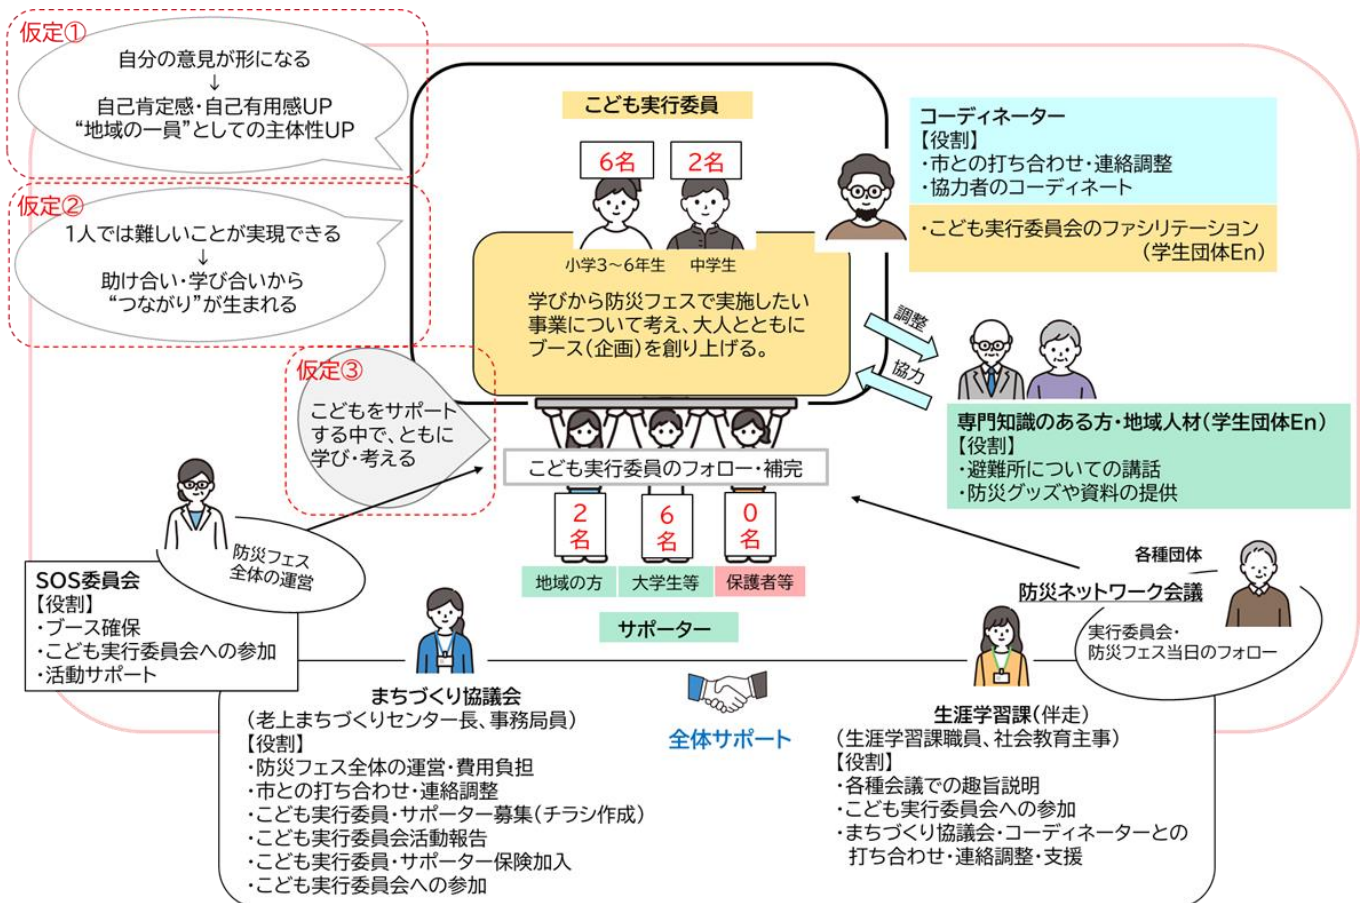 仮定①
自分の意見が形になる
↓
自己肯定感・自己有用感UP
“地域の一員”としての主体性UP
仮定②
1人では難しいことが実現できる
↓
助け合い・学び合いから
“つながり”が生まれる
仮定③
こどもをサポート
する中で、ともに
学び・考える
こども実行委員
6名
2名
小学3~6年生
中学生
学びから防災フェスで実施したい
事業について考え、大人とともに
ブース(企画)を創り上げる。
コーディネーター
【役割】
・市との打ち合わせ・連絡調整
・協力者のコーディネート
・こども実行委員会のファシリテーション
(学生団体En)
調整
協力
専門知識のある方・地域人材(学生団体En)
【役割】
・避難所についての講話
・防災グッズや資料の提供
こども実行委員のフォロー・補完
2
名
6
名
0
名
地域の方
大学生等
保護者等
サポーター
防災フェス
全体の運営
SOS委員会
【役割】
・ブース確保
・こども実行委員会への参加
・活動サポート
各種団体
防災ネットワーク会議
実行委員会・
防災フェス当日のフォロー
まちづくり協議会
(老上まちづくりセンター長、事務局員)
【役割】
・防災フェス全体の運営・費用負担
・市との打ち合わせ・連絡調整
・こども実行委員・サポーター募集(チラシ作成)
・こども実行委員会活動報告
・こども実行委員・サポーター保険加入
・こども実行委員会への参加
全体サポート
生涯学習課(伴走)
(生涯学習課職員、社会教育主事)
【役割】
・各種会議での趣旨説明
・こども実行委員会への参加
・まちづくり協議会・コーディネーターとの
打ち合わせ・連絡調整・支援